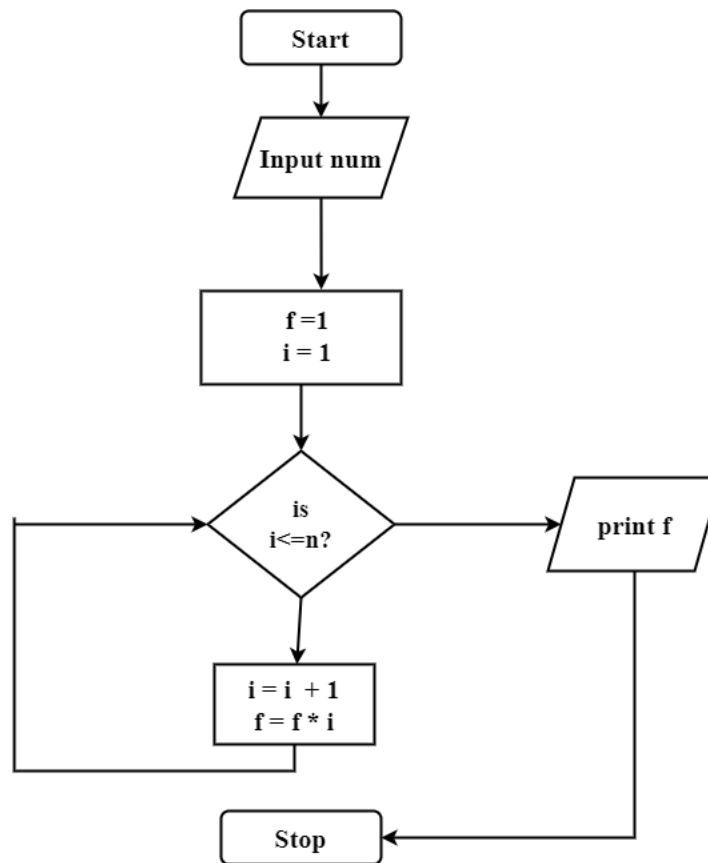 Start
Input num
f =1
i = 1
is
i<=n?
print f
i = i + 1
f = f * i
Stop